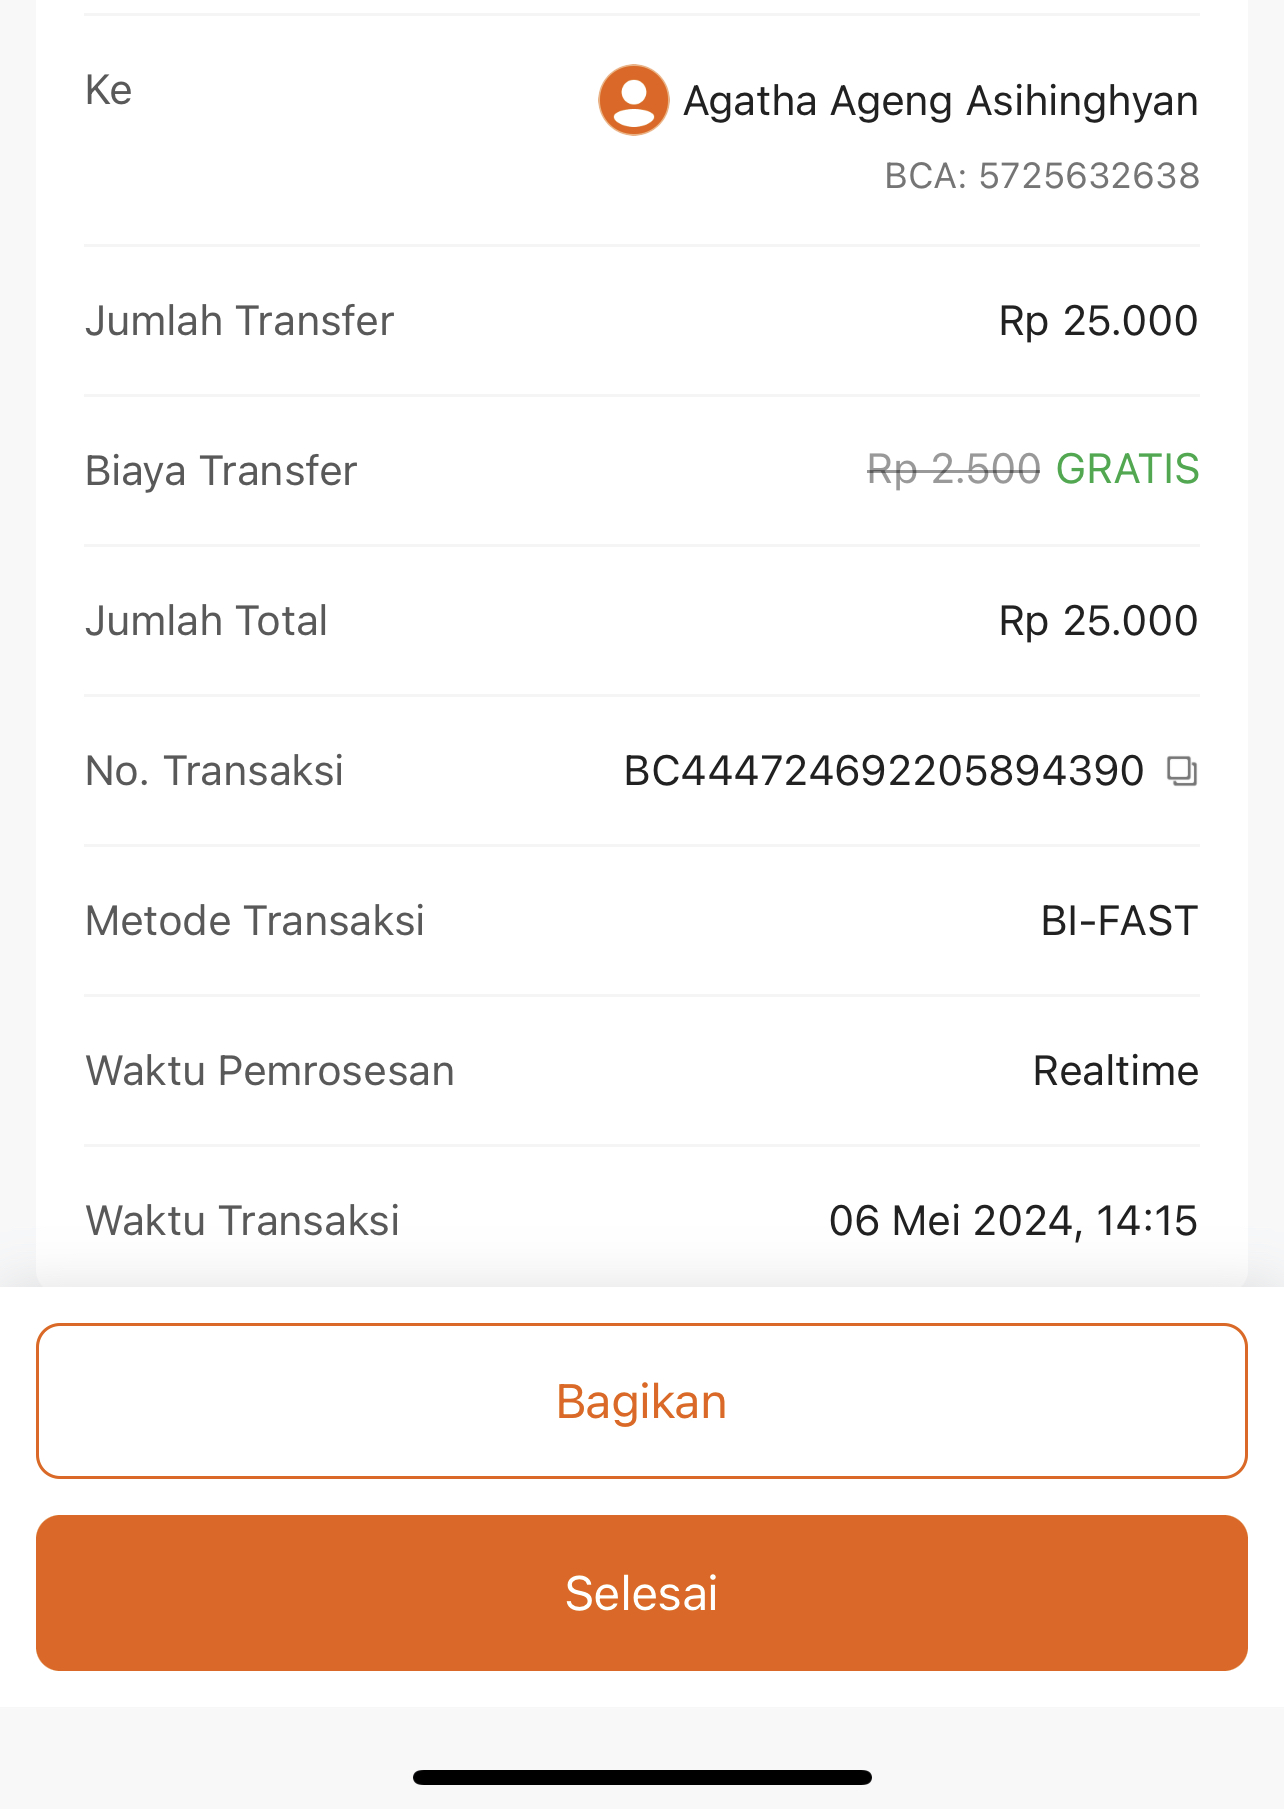 Ke
Agatha Ageng Asihinghyan
BCA: 5725632638
Jumlah Transfer Rp 25.000
Biaya Transfer Rp 2.500 GRATIS
Jumlah Total Rp 25.000
No. Transaksi BC444724692205894390
Metode Transaksi BI-FAST
Waktu Pemrosesan Realtime
Waktu Transaksi 06 Mei 2024, 14:15
Bagikan
Selesai